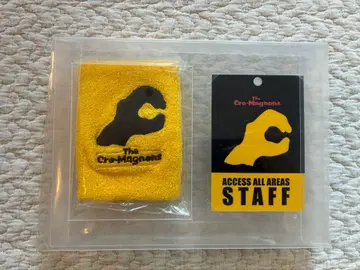 The
Cro-Magnons
The
Cro-Magnons
ACCESS ALL AREAS
STAFF